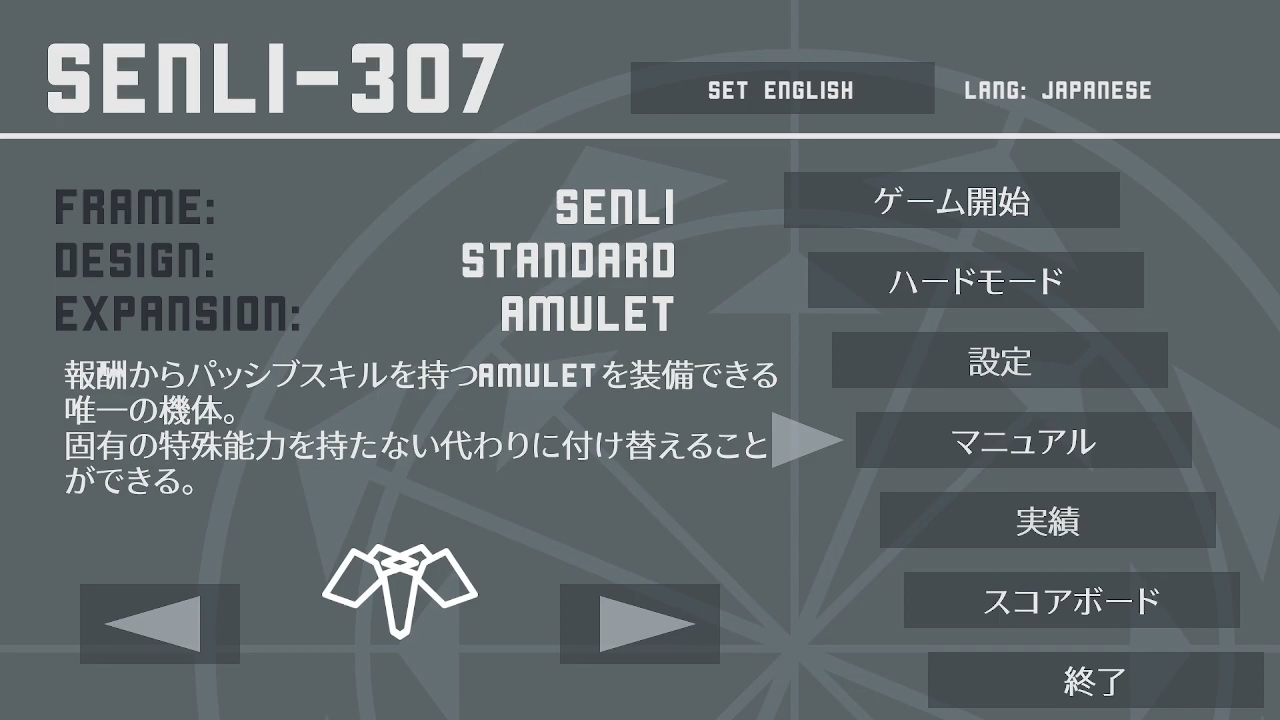 SENLI-307
SET ENGLISH
LANG: JAPANESE
FRAME: SENLI
DESIGN: STANDARD
EXPANSION: AMULET
報酬からパッシブスキルを持つAMULETを装備できる
唯一の機体。
固有の特殊能力を持たない代わりに付け替えること
ができる。
ゲーム開始
ハードモード
設定
マニュアル
実績
スコアボード
終了